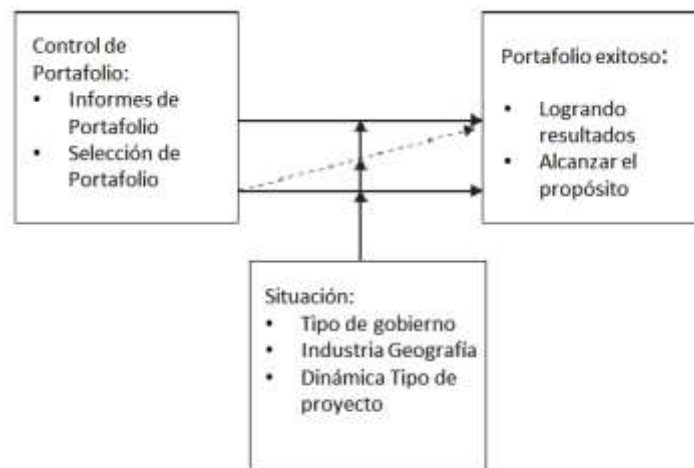 Control de
Portafolio:
• Informes de
Portafolio
• Selección de
Portafolio
Portafolio exitoso:
• Logrando
resultados
• Alcanzar el
propósito
Situación:
• Tipo de gobierno
• Industria Geografía
• Dinámica Tipo de
proyecto